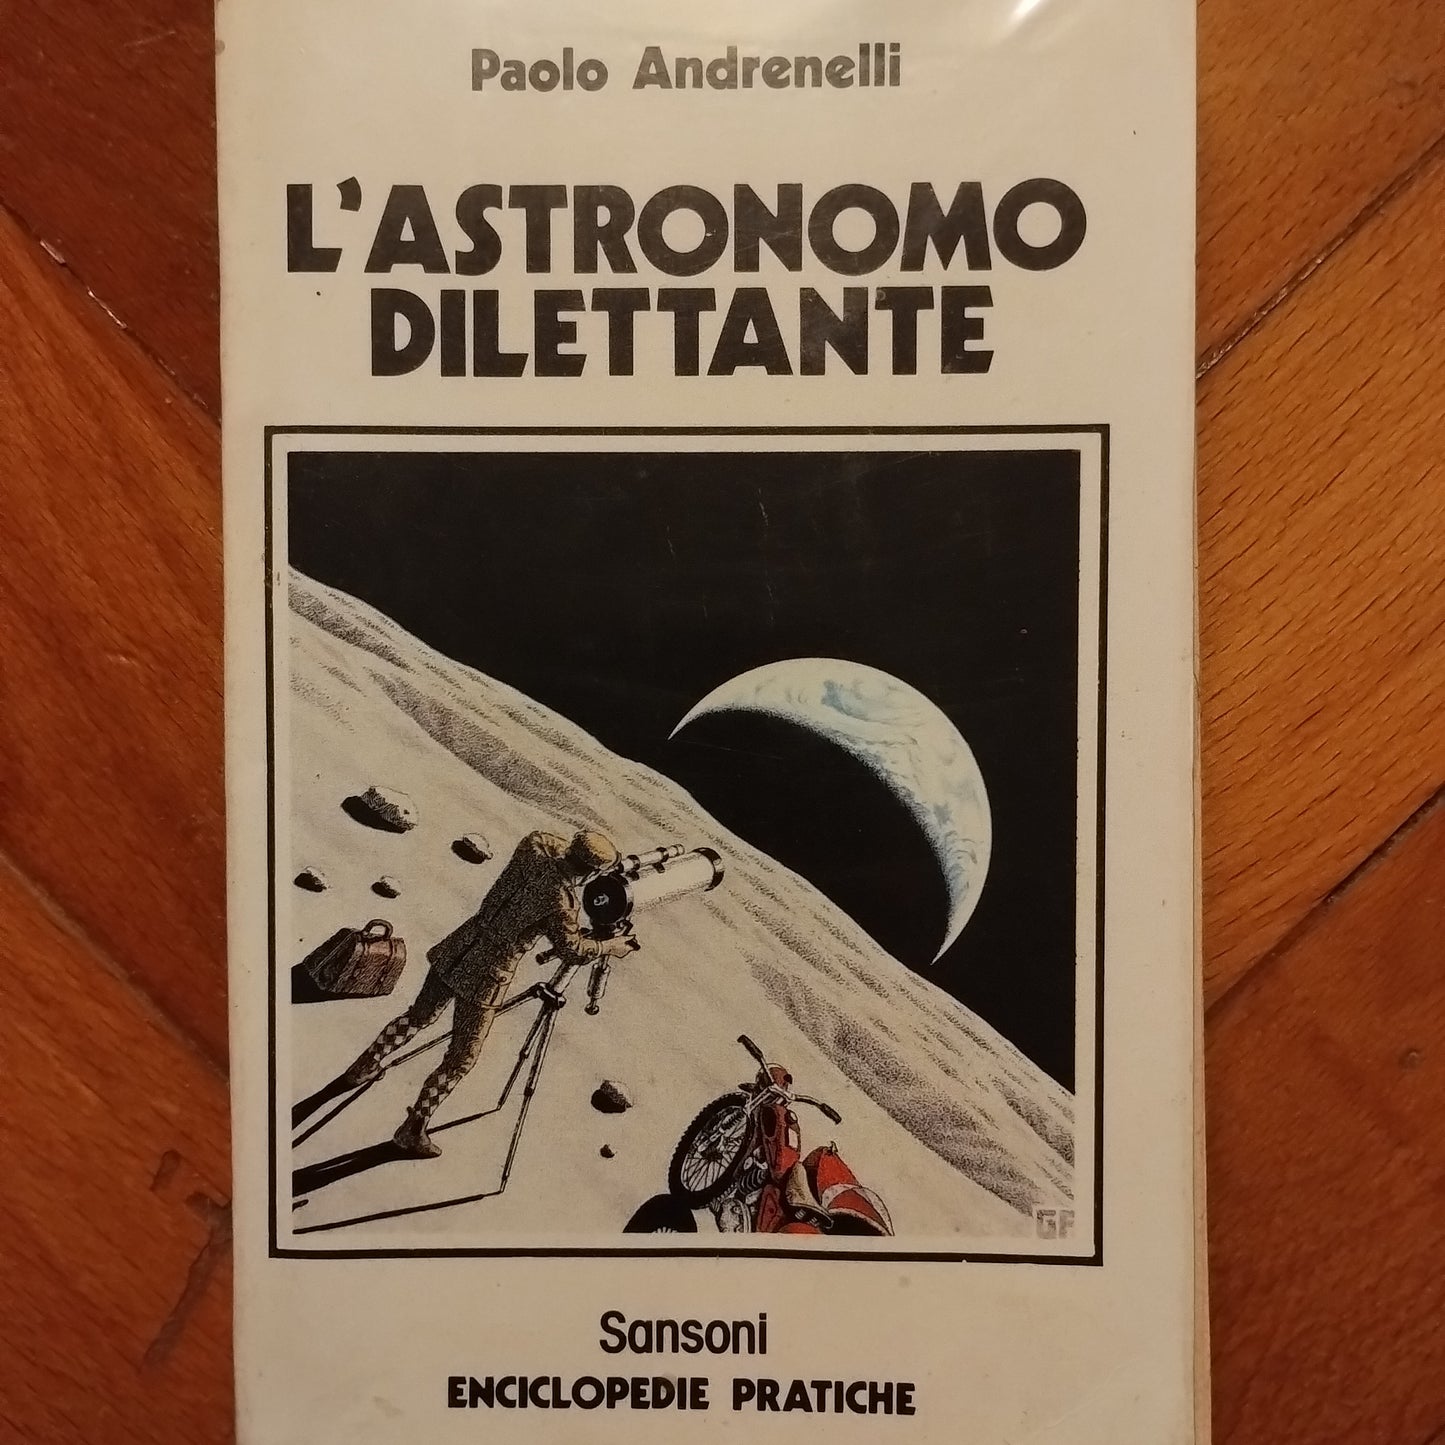 Paolo Andrenelli
L'ASTRONOMO
DILETTANTE
GF
Sansoni
ENCICLOPEDIE PRATICHE